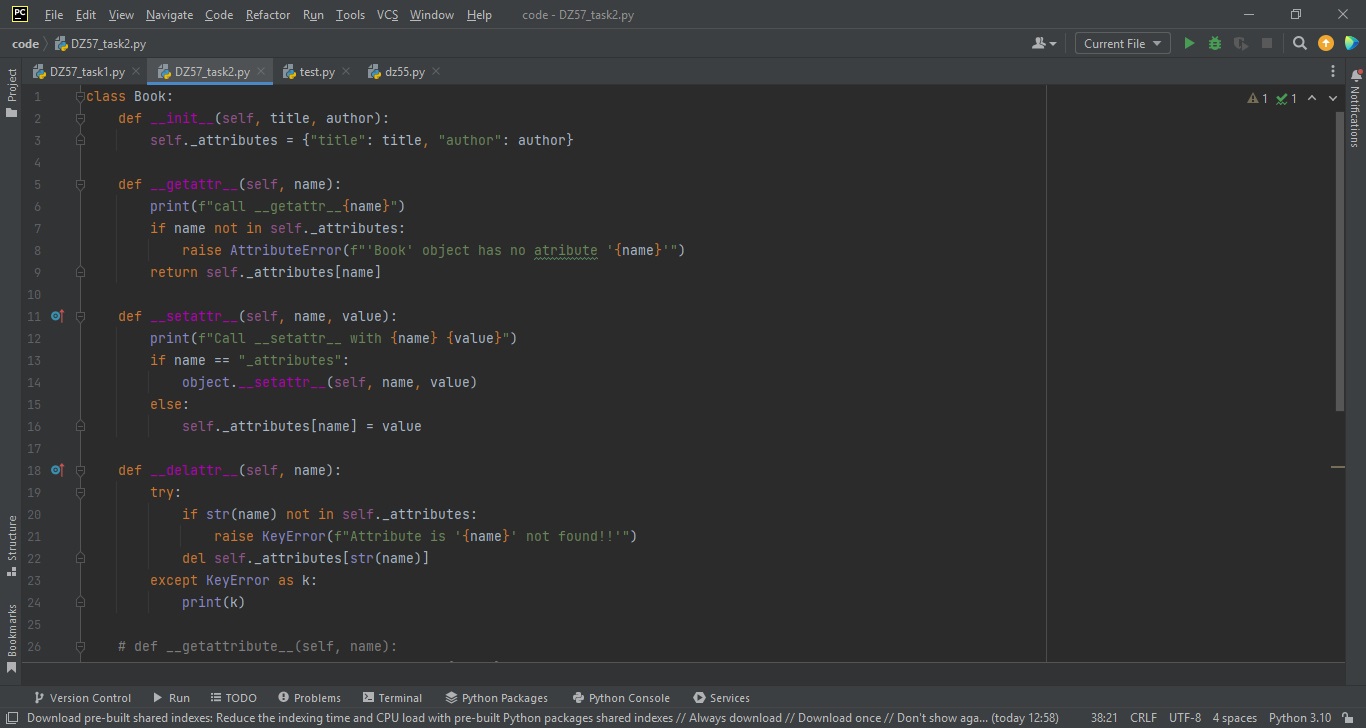 PC File Edit View Navigate Code Refactor Run Tools VCS Window Help code - DZ57_task2.py
code DZ57_task2.py Current File
DZ57_task1.py DZ57_task2.py test.py dz55.py
Project
Notifications
1 1
1 class Book:
2 def __init__(self, title, author):
3 self._attributes = {"title": title, "author": author}
4
5 def __getattr__(self, name):
6 print(f"call __getattr__{name}")
7 if name not in self._attributes:
8 raise AttributeError(f"'Book' object has no atribute '{name}'")
9 return self._attributes[name]
10
11 def __setattr__(self, name, value):
12 print(f"Call __setattr__ with {name} {value}")
13 if name == "_attributes":
14 object.__setattr__(self, name, value)
15 else:
16 self._attributes[name] = value
17
18 def __delattr__(self, name):
19 try:
20 if str(name) not in self._attributes:
21 raise KeyError(f"Attribute is '{name}' not found!!'")
22 del self._attributes[str(name)]
23 except KeyError as k:
24 print(k)
25
26 # def __getattribute__(self, name):
Structure
Bookmarks
Version Control Run TODO Problems Terminal Python Packages Python Console Services
Download pre-built shared indexes: Reduce the indexing time and CPU load with pre-built Python packages shared indexes // Always download // Download once // Don't show aga... (today 12:58) 38:21 CRLF UTF-8 4 spaces Python 3.10